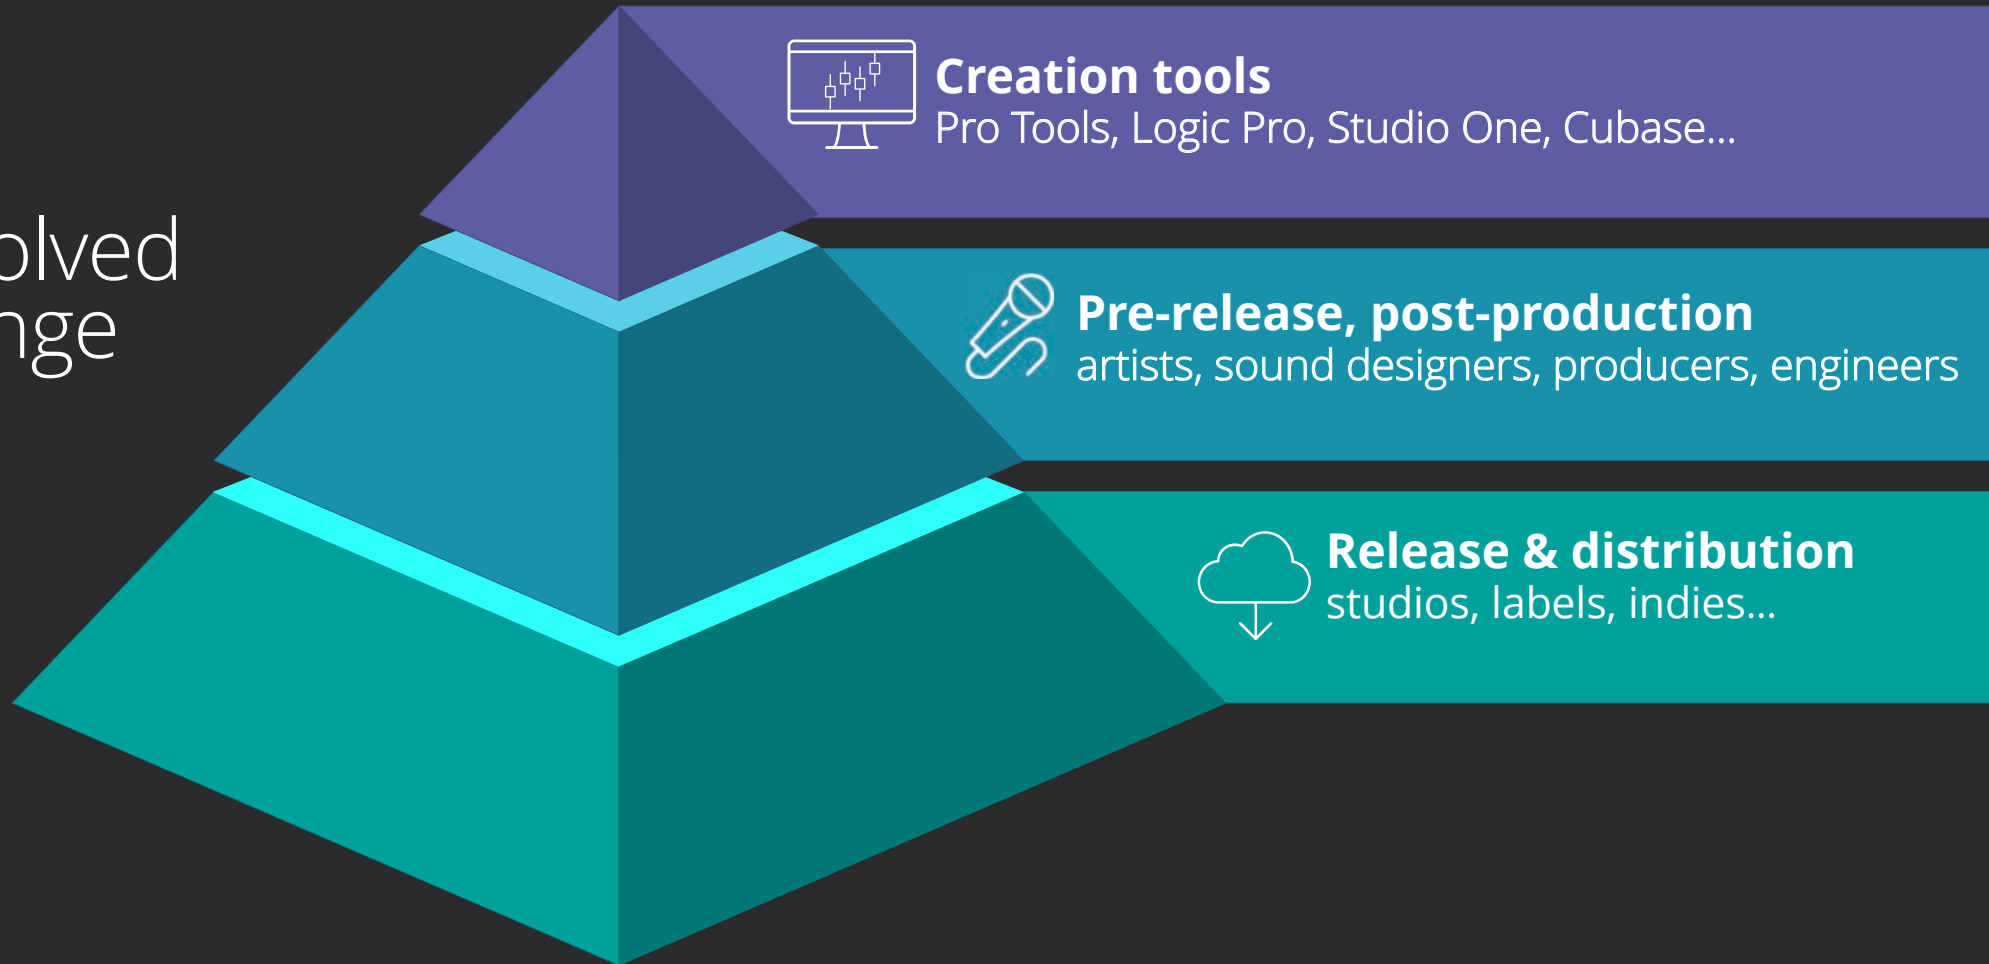 Creation tools
Pro Tools, Logic Pro, Studio One, Cubase...
olved
nge
Pre-release, post-production
artists, sound designers, producers, engineers
Release & distribution
studios, labels, indies...